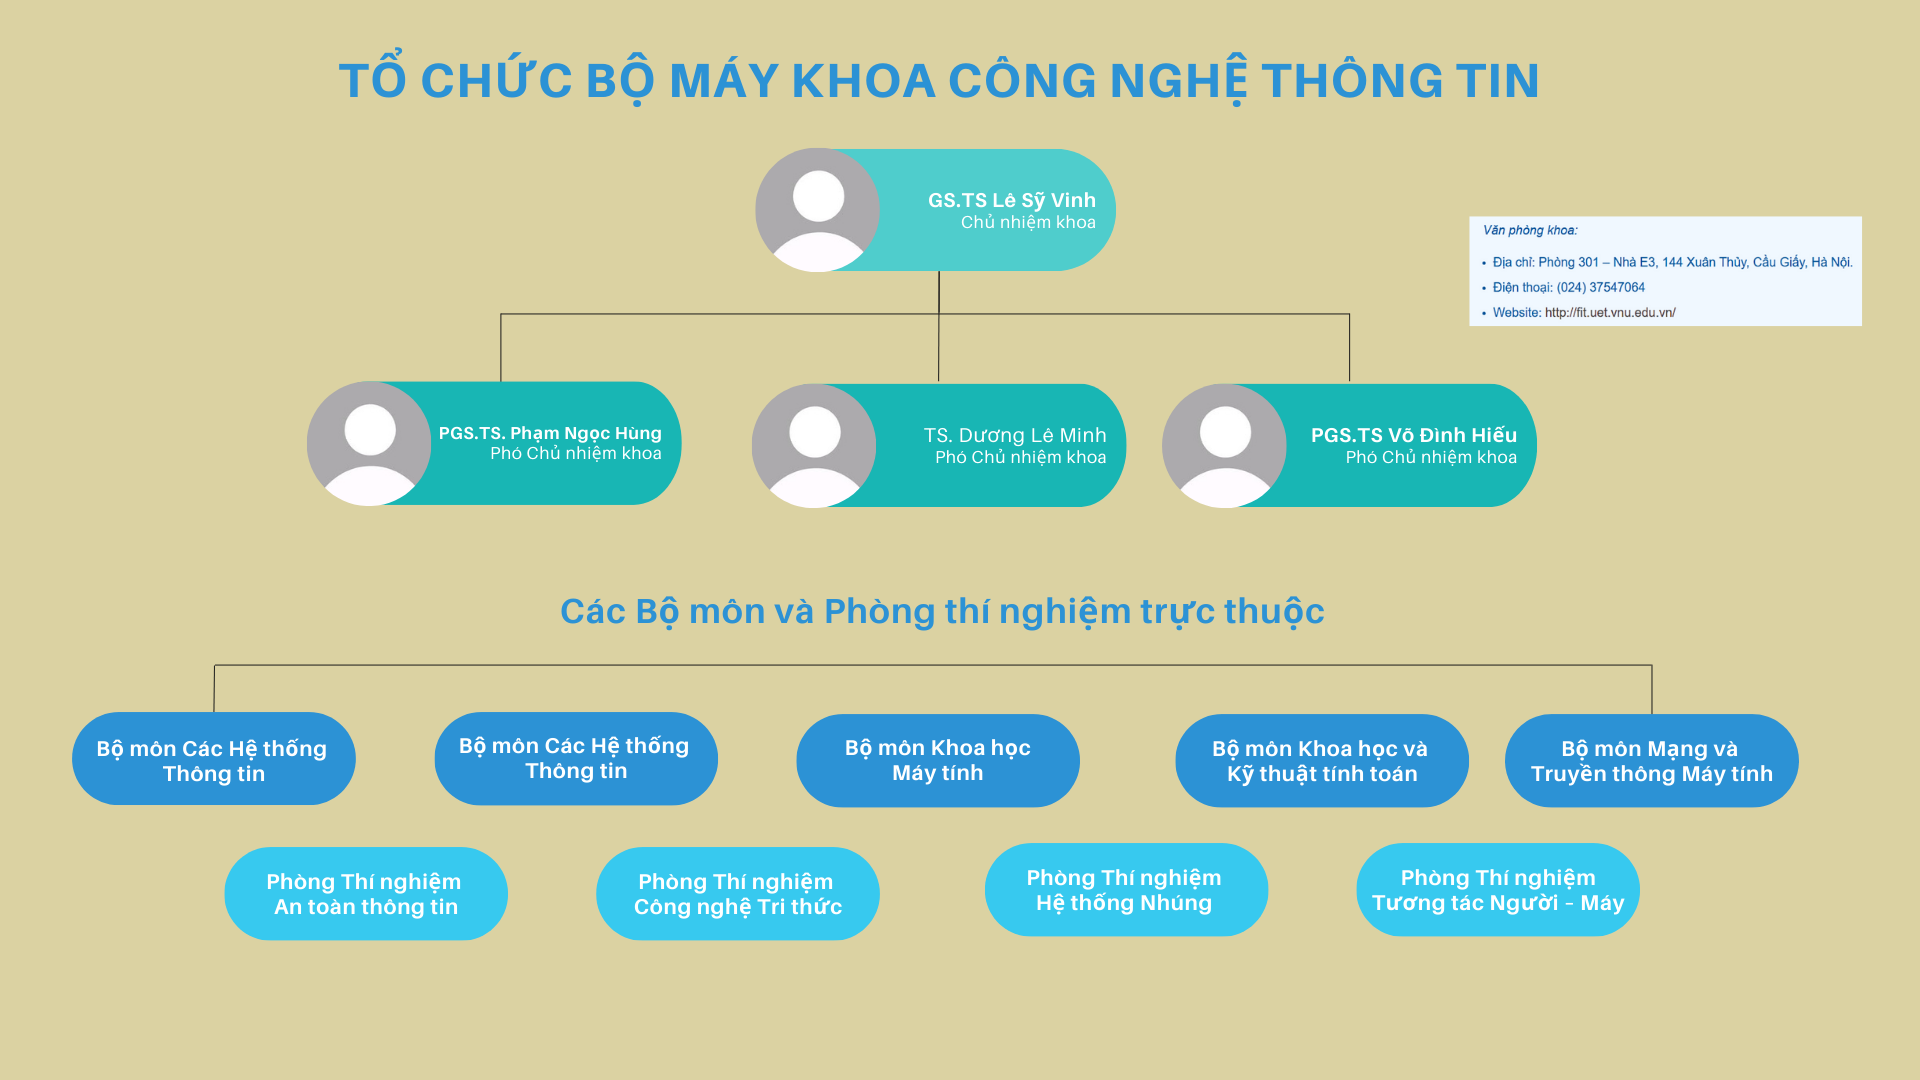 TỔ CHỨC BỘ MÁY KHOA CÔNG NGHỆ THÔNG TIN
GS.TS Lê Sỹ Vinh
Chủ nhiệm khoa
Văn phòng khoa:
• Địa chỉ: Phòng 301 – Nhà E3, 144 Xuân Thủy, Cầu Giấy, Hà Nội.
• Điện thoại: (024) 37547064
• Website: http://fit.uet.vnu.edu.vn/
PGS.TS. Phạm Ngọc Hùng
Phó Chủ nhiệm khoa
TS. Dương Lê Minh
Phó Chủ nhiệm khoa
PGS.TS Võ Đình Hiếu
Phó Chủ nhiệm khoa
Các Bộ môn và Phòng thí nghiệm trực thuộc
Bộ môn Các Hệ thống
Thông tin
Bộ môn Các Hệ thống
Thông tin
Bộ môn Khoa học
Máy tính
Bộ môn Khoa học và
Kỹ thuật tính toán
Bộ môn Mạng và
Truyền thông Máy tính
Phòng Thí nghiệm
An toàn thông tin
Phòng Thí nghiệm
Công nghệ Tri thức
Phòng Thí nghiệm
Hệ thống Nhúng
Phòng Thí nghiệm
Tương tác Người – Máy